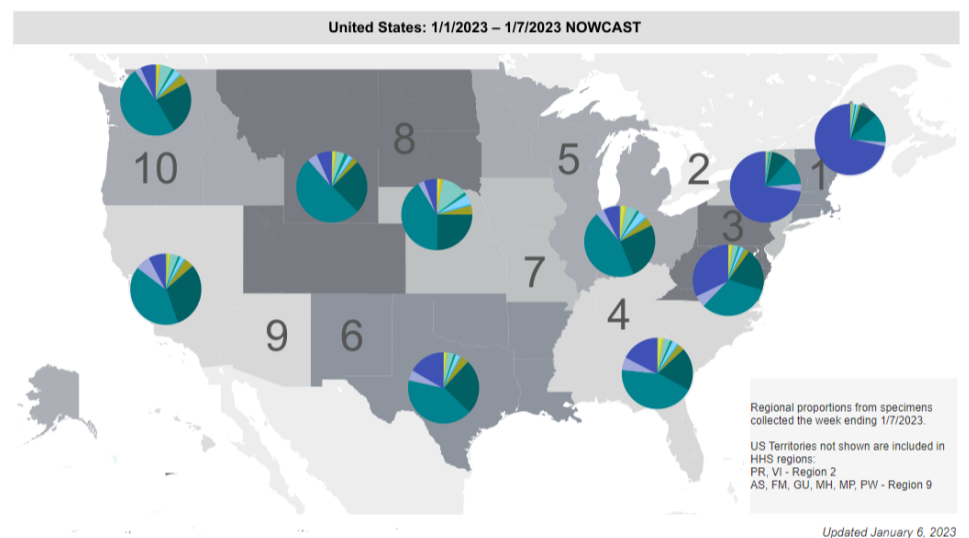 United States: 1/1/2023 – 1/7/2023 NOWCAST
8
5
2
1
10
3
7
4
9
6
Regional proportions from specimens
collected the week ending 1/7/2023.
US Territories not shown are included in
HHS regions:
PR, VI - Region 2
AS, FM, GU, MH, MP, PW - Region 9
Updated January 6, 2023